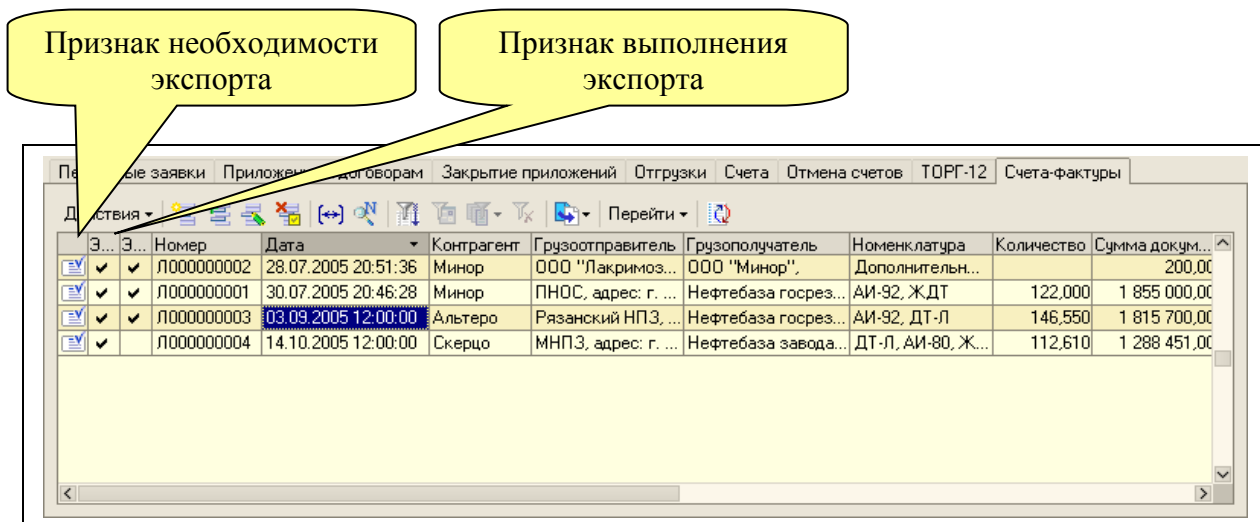 Признак необходимости
экспорта
Признак выполнения
экспорта
ые заявки Прил договорам Закрытие приложений Отгрузки Счета Отмена счетов ТОРГ-12 Счета-фактуры
Перейти
Э... Э... Номер Дата Контрагент Грузоотправитель Грузополучатель Номенклатура Количество Сумма докум...
Л000000002 28.07.2005 20:51:36 Минор ООО "Лакримоз... ООО "Минор", Дополнительн... 200,00
Л000000001 30.07.2005 20:46:28 Минор ПНОС, адрес: г. ... Нефтебаза госрез... АИ-92, ЖДТ 122,000 1 855 000,00
Л000000003 03.09.2005 12:00:00 Альтеро Рязанский НПЗ, ... Нефтебаза госрез... АИ-92, ДТ-Л 146,550 1 815 700,00
Л000000004 14.10.2005 12:00:00 Скерцо МНПЗ, адрес: г. ... Нефтебаза завода... ДТ-Л, АИ-80, Ж... 112,610 1 288 451,00